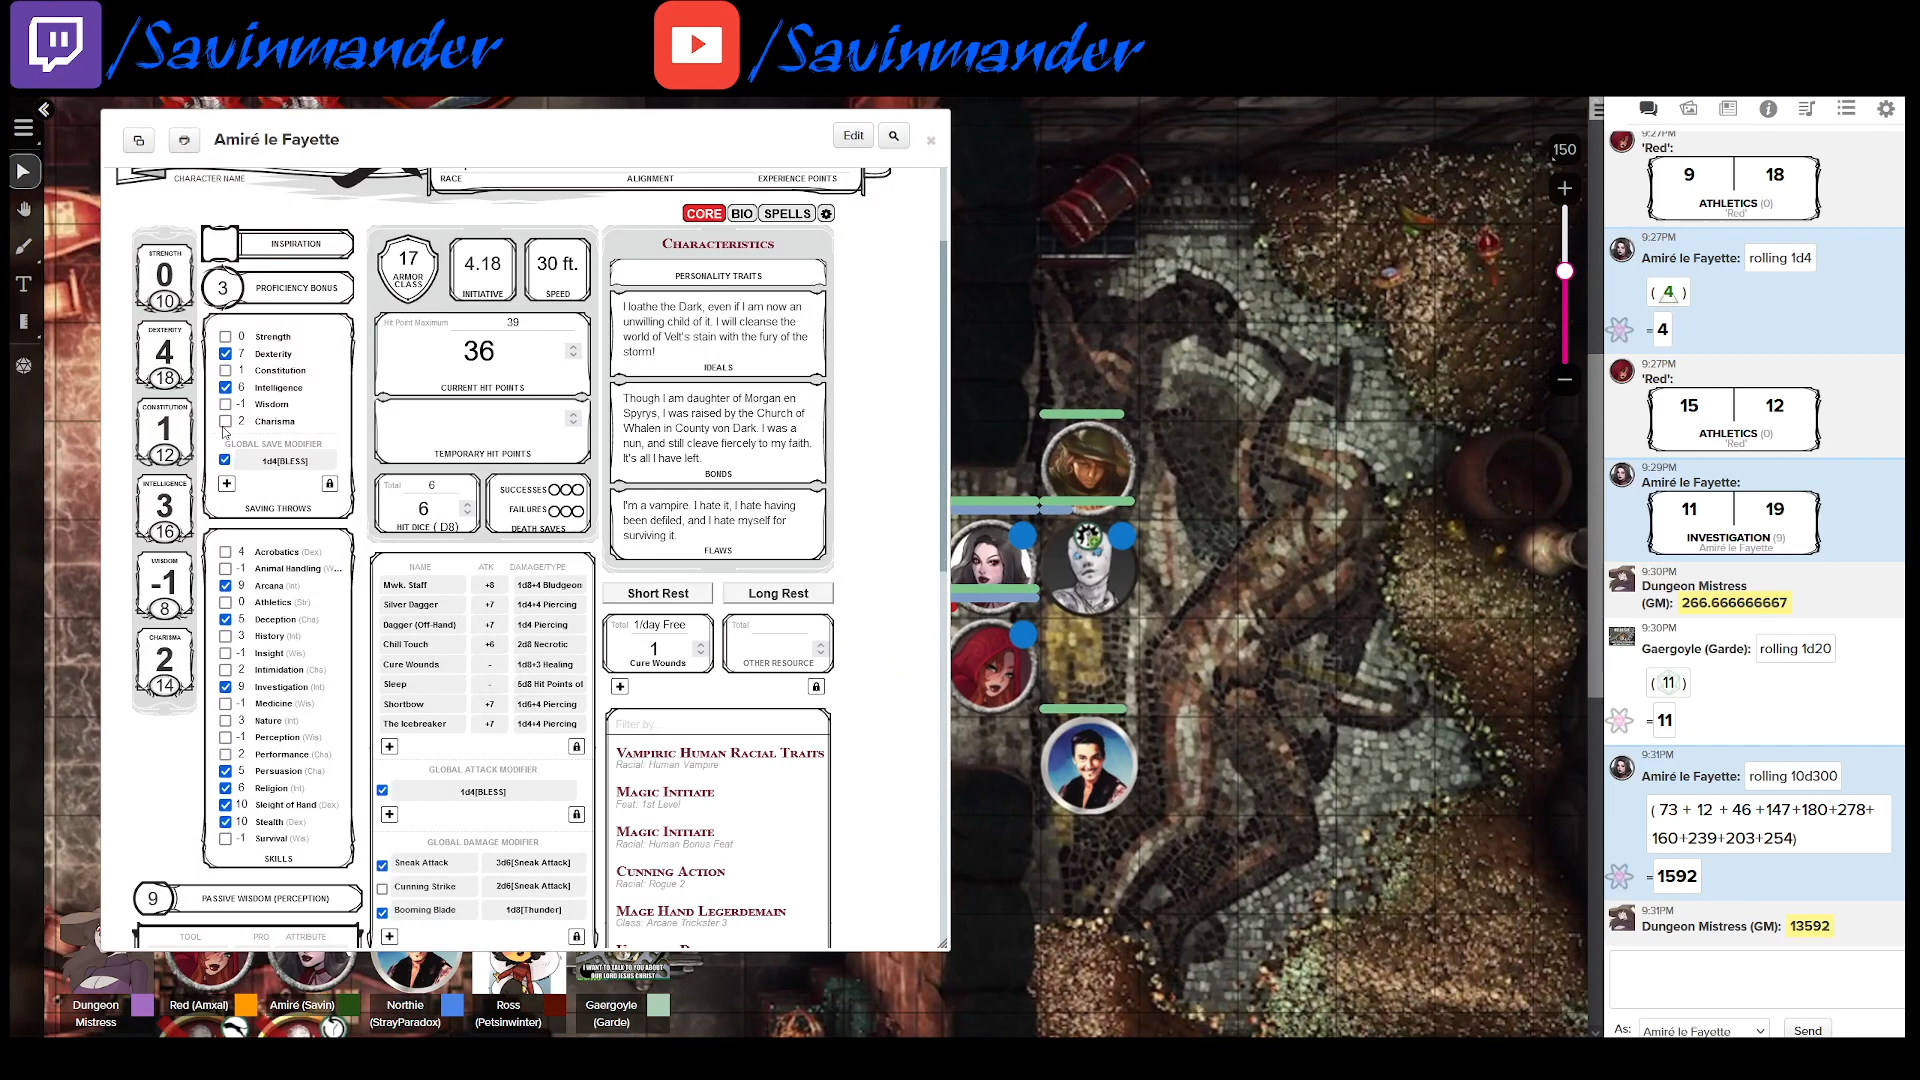 /Savinmander
/Savinmander
Amiré le Fayette
Edit
CHARACTER NAME
RACE
ALIGNMENT
EXPERIENCE POINTS
CORE
BIO
SPELLS
STRENGTH
0
10
DEXTERITY
4
18
CONSTITUTION
1
12
INTELLIGENCE
3
16
WISDOM
-1
8
CHARISMA
2
14
INSPIRATION
3
PROFICIENCY BONUS
0 Strength
7 Dexterity
1 Constitution
6 Intelligence
-1 Wisdom
2 Charisma
GLOBAL SAVE MODIFIER
1d4[BLESS]
+
SAVING THROWS
4 Acrobatics (Dex)
-1 Animal Handling (W...
9 Arcana (Int)
0 Athletics (Str)
5 Deception (Cha)
3 History (Int)
-1 Insight (Wis)
2 Intimidation (Cha)
9 Investigation (Int)
-1 Medicine (Wis)
3 Nature (Int)
-1 Perception (Wis)
2 Performance (Cha)
5 Persuasion (Cha)
6 Religion (Int)
10 Sleight of Hand (Dex)
10 Stealth (Dex)
-1 Survival (Wis)
SKILLS
9
PASSIVE WISDOM (PERCEPTION)
TOOL PRO ATTRIBUTE
17
ARMOR
CLASS
4.18
INITIATIVE
30 ft.
SPEED
Hit Point Maximum 39
36
CURRENT HIT POINTS
TEMPORARY HIT POINTS
Total 6
6
HIT DICE ( D8)
SUCCESSES
FAILURES
DEATH SAVES
NAME ATK DAMAGE/TYPE
Mwk. Staff +8 1d8+4 Bludgeon
Silver Dagger +7 1d4+4 Piercing
Dagger (Off-Hand) +7 1d4 Piercing
Chill Touch +6 2d8 Necrotic
Cure Wounds - 1d8+3 Healing
Sleep - 5d8 Hit Points of
Shortbow +7 1d6+4 Piercing
The Icebreaker +7 1d4+4 Piercing
+
GLOBAL ATTACK MODIFIER
1d4[BLESS]
+
GLOBAL DAMAGE MODIFIER
Sneak Attack 3d6[Sneak Attack]
Cunning Strike 2d6[Sneak Attack]
Booming Blade 1d8[Thunder]
+
CHARACTERISTICS
PERSONALITY TRAITS
I loathe the Dark, even if I am now an
unwilling child of it. I will cleanse the
world of Velt's stain with the fury of the
storm!
IDEALS
Though I am daughter of Morgan en
Spyrys, I was raised by the Church of
Whalen in County von Dark. I was a
nun, and still cleave fiercely to my faith.
It's all I have left.
BONDS
I'm a vampire. I hate it, I hate having
been defiled, and I hate myself for
surviving it.
FLAWS
Short Rest
Long Rest
Total 1/day Free
1
Cure Wounds
Total
OTHER RESOURCE
+
Filter by...
VAMPIRIC HUMAN RACIAL TRAITS
Racial: Human Vampire
MAGIC INITIATE
Feat: 1st Level
MAGIC INITIATE
Racial: Human Bonus Feat
CUNNING ACTION
Racial: Rogue 2
MAGE HAND LEGERDEMAIN
Class: Arcane Trickster 3
I WANT TO TALK TO YOU ABOUT
OUR LORD JESUS CHRIST
Dungeon
Mistress
Red (Amxal)
Amiré (Savin)
Northie
(StrayParadox)
Ross
(Petsinwinter)
Gaergoyle
(Garde)
150
9:27PM
'Red':
9 18
ATHLETICS (0)
'Red'
9:27PM
Amiré le Fayette: rolling 1d4
( 4 )
= 4
9:27PM
'Red':
15 12
ATHLETICS (0)
'Red'
9:29PM
Amiré le Fayette:
11 19
INVESTIGATION (9)
Amiré le Fayette
9:30PM
Dungeon Mistress
(GM): 266.666666667
9:30PM
Gaergoyle (Garde): rolling 1d20
( 11 )
= 11
9:31PM
Amiré le Fayette: rolling 10d300
( 73 + 12 + 46 +147+180+278+
160+239+203+254)
= 1592
9:31PM
Dungeon Mistress (GM): 13592
As: Amiré le Fayette
Send